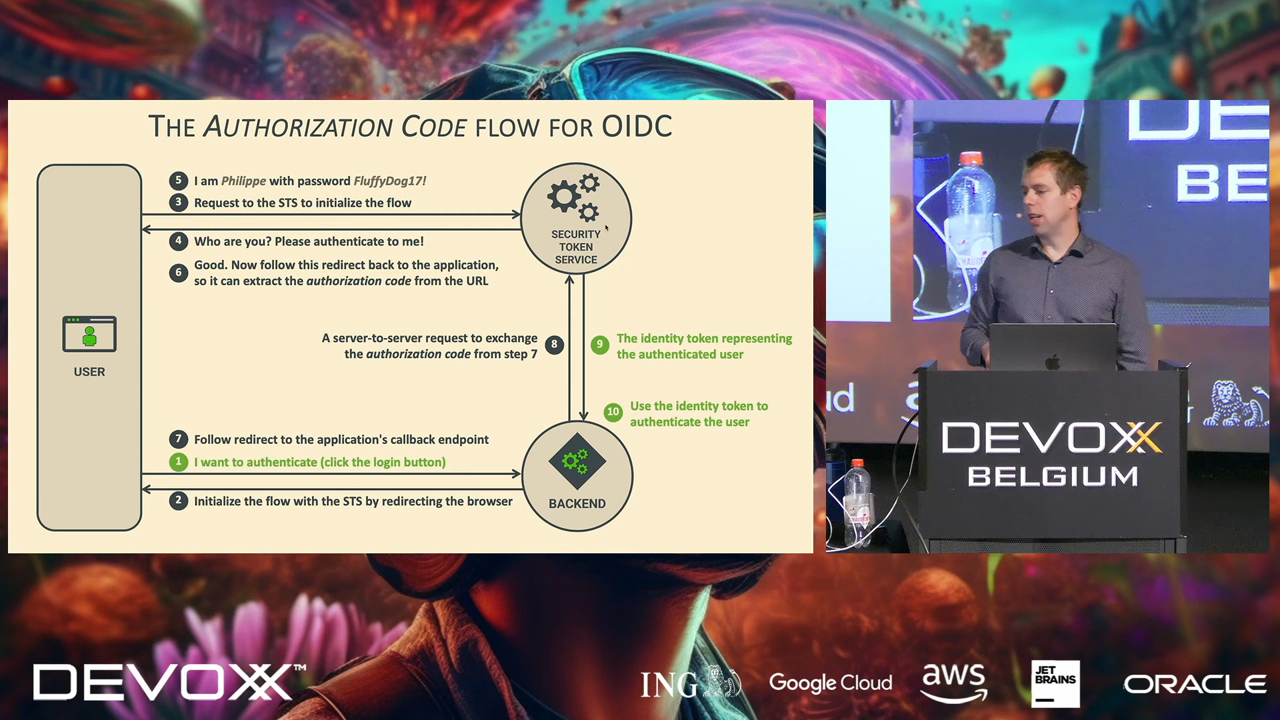 THE AUTHORIZATION CODE FLOW FOR OIDC
5 I am Philippe with password FluffyDog17!
3 Request to the STS to initialize the flow
4 Who are you? Please authenticate to me!
6 Good. Now follow this redirect back to the application,
so it can extract the authorization code from the URL
SECURITY
TOKEN
SERVICE
USER
A server-to-server request to exchange
the authorization code from step 7
8
9 The identity token representing
the authenticated user
10 Use the identity token to
authenticate the user
7 Follow redirect to the application's callback endpoint
1 I want to authenticate (click the login button)
2 Initialize the flow with the STS by redirecting the browser
BACKEND
DE
BE
ud
DEVOXX
BELGIUM
DEVOXX™
ING
Google Cloud
aws
JET
BRAINS
ORACLE